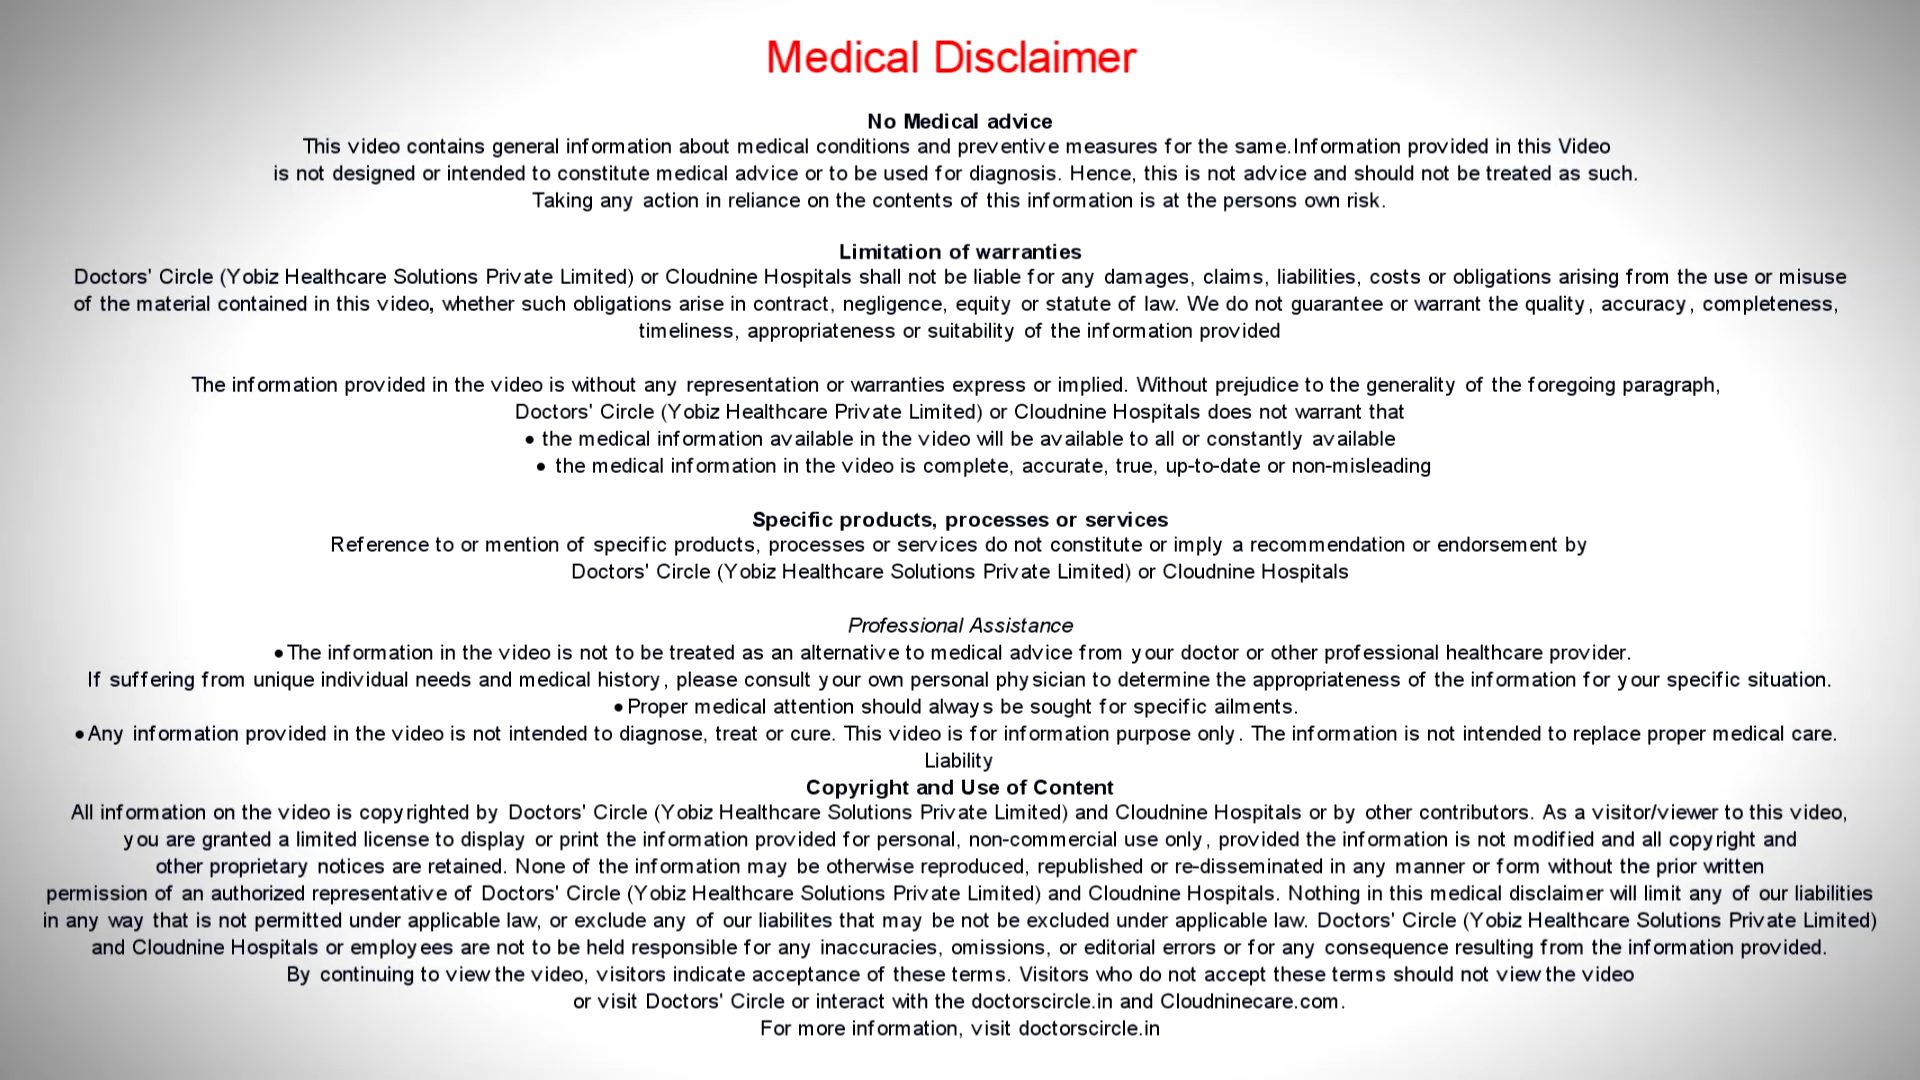 Medical Disclaimer
No Medical advice
This video contains general information about medical conditions and preventive measures for the same.Information provided in this Video
is not designed or intended to constitute medical advice or to be used for diagnosis. Hence, this is not advice and should not be treated as such.
Taking any action in reliance on the contents of this information is at the persons own risk.
Limitation of warranties
Doctors' Circle (Yobiz Healthcare Solutions Private Limited) or Cloudnine Hospitals shall not be liable for any damages, claims, liabilities, costs or obligations arising from the use or misuse
of the material contained in this video, whether such obligations arise in contract, negligence, equity or statute of law. We do not guarantee or warrant the quality, accuracy, completeness,
timeliness, appropriateness or suitability of the information provided
The information provided in the video is without any representation or warranties express or implied. Without prejudice to the generality of the foregoing paragraph,
Doctors' Circle (Yobiz Healthcare Private Limited) or Cloudnine Hospitals does not warrant that
• the medical information available in the video will be available to all or constantly available
• the medical information in the video is complete, accurate, true, up-to-date or non-misleading
Specific products, processes or services
Reference to or mention of specific products, processes or services do not constitute or imply a recommendation or endorsement by
Doctors' Circle (Yobiz Healthcare Solutions Private Limited) or Cloudnine Hospitals
Professional Assistance
•The information in the video is not to be treated as an alternative to medical advice from your doctor or other professional healthcare provider.
If suffering from unique individual needs and medical history, please consult your own personal physician to determine the appropriateness of the information for your specific situation.
•Proper medical attention should always be sought for specific ailments.
•Any information provided in the video is not intended to diagnose, treat or cure. This video is for information purpose only. The information is not intended to replace proper medical care.
Liability
Copyright and Use of Content
All information on the video is copyrighted by Doctors' Circle (Yobiz Healthcare Solutions Private Limited) and Cloudnine Hospitals or by other contributors. As a visitor/viewer to this video,
you are granted a limited license to display or print the information provided for personal, non-commercial use only, provided the information is not modified and all copyright and
other proprietary notices are retained. None of the information may be otherwise reproduced, republished or re-disseminated in any manner or form without the prior written
permission of an authorized representative of Doctors' Circle (Yobiz Healthcare Solutions Private Limited) and Cloudnine Hospitals. Nothing in this medical disclaimer will limit any of our liabilities
in any way that is not permitted under applicable law, or exclude any of our liabilites that may be not be excluded under applicable law. Doctors' Circle (Yobiz Healthcare Solutions Private Limited)
and Cloudnine Hospitals or employees are not to be held responsible for any inaccuracies, omissions, or editorial errors or for any consequence resulting from the information provided.
By continuing to view the video, visitors indicate acceptance of these terms. Visitors who do not accept these terms should not view the video
or visit Doctors' Circle or interact with the doctorscircle.in and Cloudninecare.com.
For more information, visit doctorscircle.in